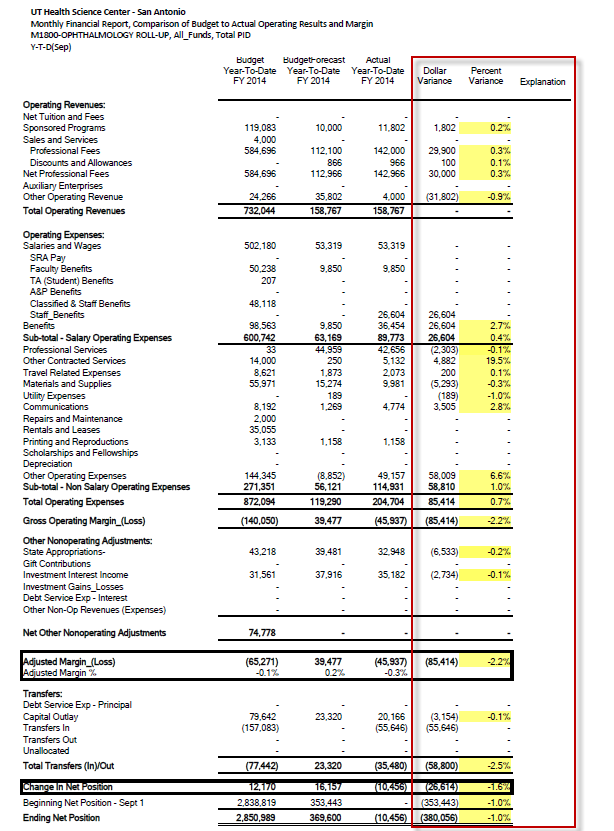 UT Health Science Center - San Antonio
Monthly Financial Report, Comparison of Budget to Actual Operating Results and Margin
M1800-OPHTHALMOLOGY ROLL-UP, All_Funds, Total PID
Y-T-D(Sep)
Budget BudgetForecast Actual
Year-To-Date Year-To-Date Year-To-Date Dollar Percent
FY 2014 FY 2014 FY 2014 Variance Variance Explanation
Operating Revenues:
Net Tuition and Fees - - - -
Sponsored Programs 119,083 10,000 11,802 1,802 0.2%
Sales and Services 4,000 - - - -
Professional Fees 584,696 112,100 142,000 29,900 0.3%
Discounts and Allowances - 866 966 100 0.1%
Net Professional Fees 584,696 112,966 142,966 30,000 0.3%
Auxiliary Enterprises - - - - -
Other Operating Revenue 24,266 35,802 4,000 (31,802) -0.9%
Total Operating Revenues 732,044 158,767 158,767 - -
Operating Expenses:
Salaries and Wages 502,180 53,319 53,319 - -
SRA Pay - - - - -
Faculty Benefits 50,238 9,850 9,850 - -
TA (Student) Benefits 207 - - - -
A&P Benefits - - - - -
Classified & Staff Benefits 48,118 - - - -
Staff_Benefits - - 26,604 26,604 -
Benefits 98,563 9,850 36,454 26,604 2.7%
Sub-total - Salary Operating Expenses 600,742 63,169 89,773 26,604 0.4%
Professional Services 33 44,959 42,656 (2,303) -0.1%
Other Contracted Services 14,000 250 5,132 4,882 19.5%
Travel Related Expenses 8,621 1,873 2,073 200 0.1%
Materials and Supplies 55,971 15,274 9,981 (5,293) -0.3%
Utility Expenses - 189 - (189) -1.0%
Communications 8,192 1,269 4,774 3,505 2.8%
Repairs and Maintenance 2,000 - - - -
Rentals and Leases 35,055 - - - -
Printing and Reproductions 3,133 1,158 1,158 - -
Scholarships and Fellowships - - - - -
Depreciation - - - - -
Other Operating Expenses 144,345 (8,852) 49,157 58,009 6.6%
Sub-total - Non Salary Operating Expenses 271,351 56,121 114,931 58,810 1.0%
Total Operating Expenses 872,094 119,290 204,704 85,414 0.7%
Gross Operating Margin_(Loss) (140,050) 39,477 (45,937) (85,414) -2.2%
Other Nonoperating Adjustments:
State Appropriations- 43,218 39,481 32,948 (6,533) -0.2%
Gift Contributions - - - - -
Investment Interest Income 31,561 37,916 35,182 (2,734) -0.1%
Investment Gains_Losses - - - - -
Debt Service Exp - Interest - - - - -
Other Non-Op Revenues (Expenses) - - - - -
Net Other Nonoperating Adjustments 74,778 - - - -
Adjusted Margin_(Loss) (65,271) 39,477 (45,937) (85,414) -2.2%
Adjusted Margin % -0.1% 0.2% -0.3%
Transfers:
Debt Service Exp - Principal - - - - -
Capital Outlay 79,642 23,320 20,166 (3,154) -0.1%
Transfers In (157,083) - (55,646) (55,646) -
Transfers Out - - - - -
Unallocated - - - - -
Total Transfers (In)/Out (77,442) 23,320 (35,480) (58,800) -2.5%
Change In Net Position 12,170 16,157 (10,456) (26,614) -1.6%
Beginning Net Position - Sept 1 2,838,819 353,443 - (353,443) -1.0%
Ending Net Position 2,850,989 369,600 (10,456) (380,056) -1.0%